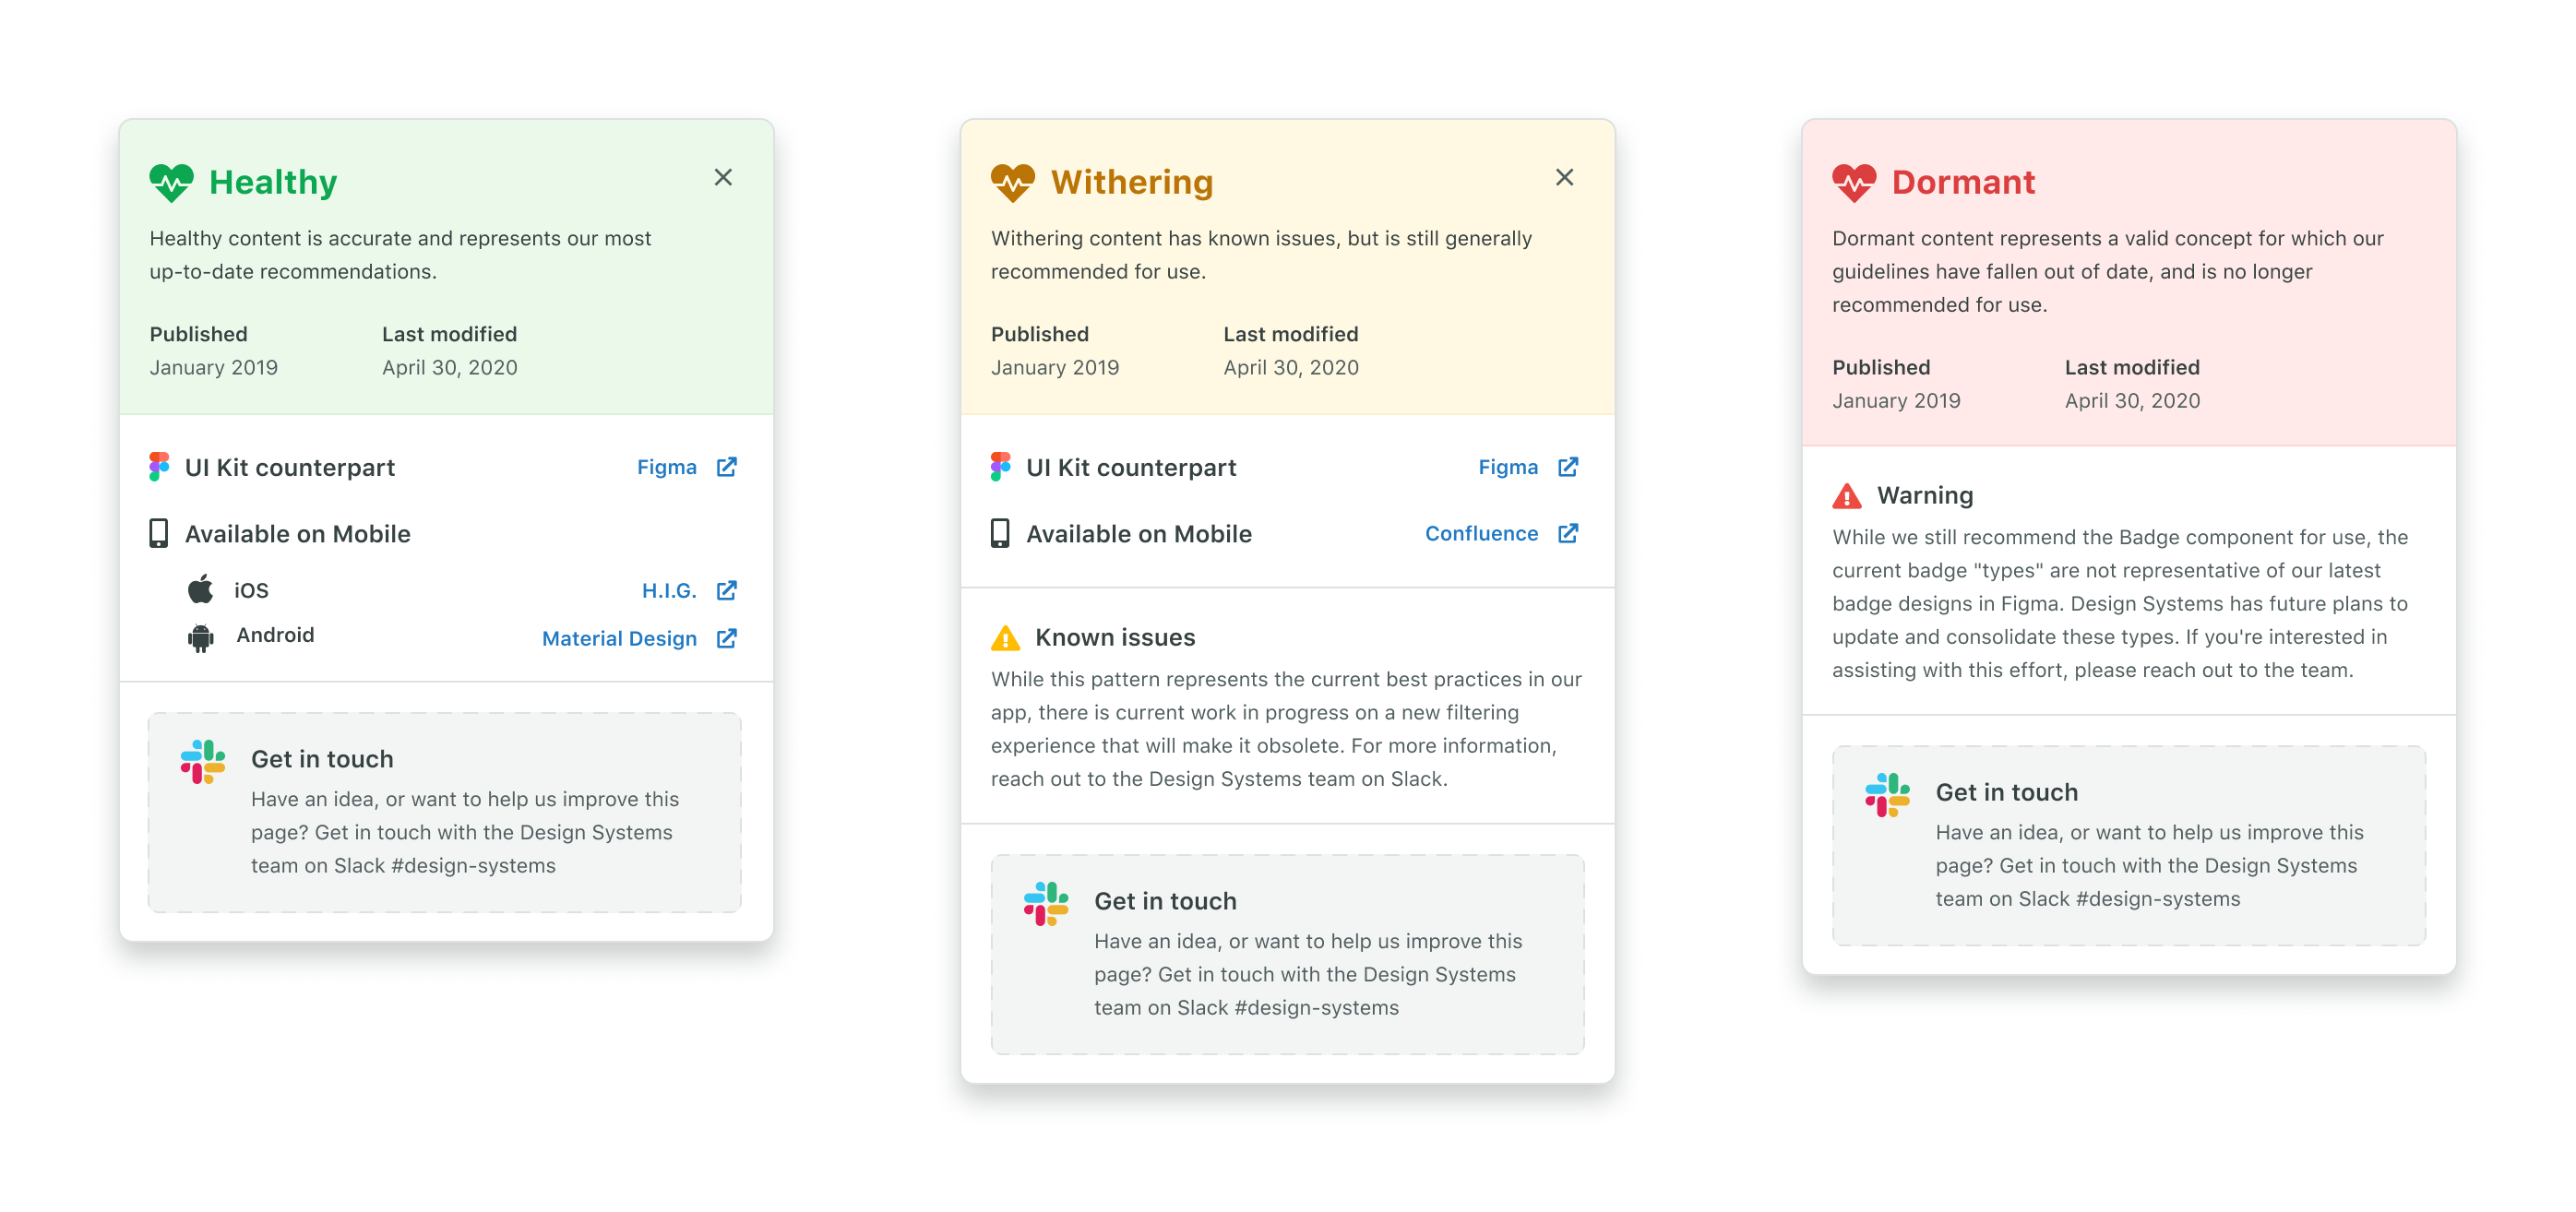 Healthy
Healthy content is accurate and represents our most
up-to-date recommendations.
Published
January 2019
Last modified
April 30, 2020
UI Kit counterpart
Figma
Available on Mobile
iOS
H.I.G.
Android
Material Design
Get in touch
Have an idea, or want to help us improve this
page? Get in touch with the Design Systems
team on Slack #design-systems
Withering
Withering content has known issues, but is still generally
recommended for use.
Published
January 2019
Last modified
April 30, 2020
UI Kit counterpart
Figma
Available on Mobile
Confluence
Known issues
While this pattern represents the current best practices in our
app, there is current work in progress on a new filtering
experience that will make it obsolete. For more information,
reach out to the Design Systems team on Slack.
Get in touch
Have an idea, or want to help us improve this
page? Get in touch with the Design Systems
team on Slack #design-systems
Dormant
Dormant content represents a valid concept for which our
guidelines have fallen out of date, and is no longer
recommended for use.
Published
January 2019
Last modified
April 30, 2020
Warning
While we still recommend the Badge component for use, the
current badge "types" are not representative of our latest
badge designs in Figma. Design Systems has future plans to
update and consolidate these types. If you're interested in
assisting with this effort, please reach out to the team.
Get in touch
Have an idea, or want to help us improve this
page? Get in touch with the Design Systems
team on Slack #design-systems